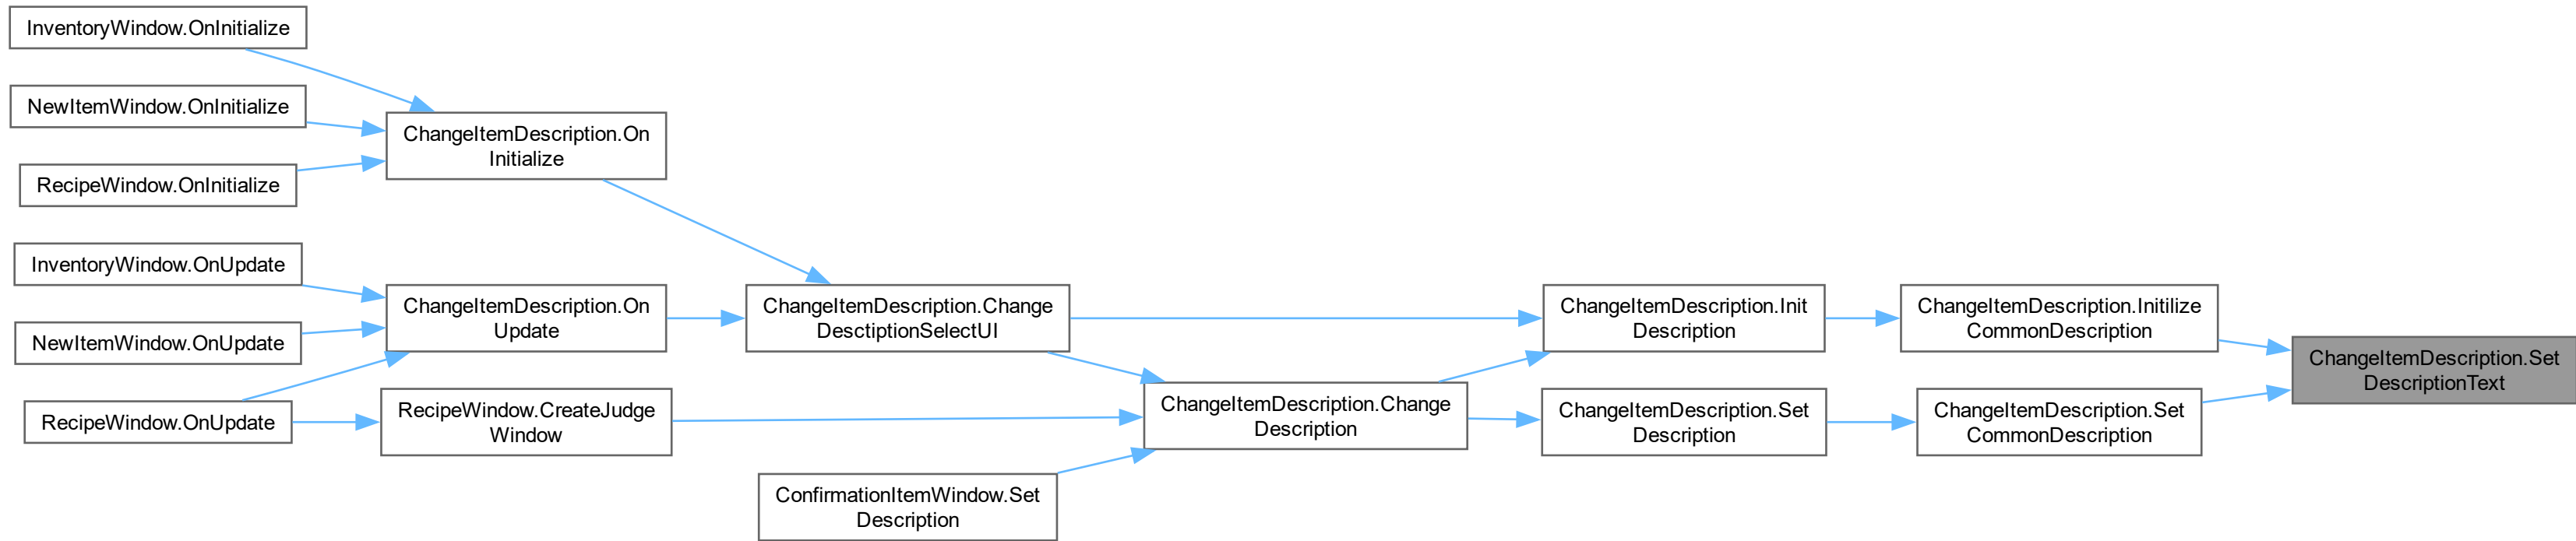 InventoryWindow.OnInitialize
NewItemWindow.OnInitialize
RecipeWindow.OnInitialize
InventoryWindow.OnUpdate
NewItemWindow.OnUpdate
RecipeWindow.OnUpdate
ChangeItemDescription.On
Initialize
ChangeItemDescription.On
Update
RecipeWindow.CreateJudge
Window
ChangeItemDescription.Change
DesctiptionSelectUI
ConfirmationItemWindow.Set
Description
ChangeItemDescription.Change
Description
ChangeItemDescription.Init
Description
ChangeItemDescription.Set
Description
ChangeItemDescription.Initilize
CommonDescription
ChangeItemDescription.Set
CommonDescription
ChangeItemDescription.Set
DescriptionText